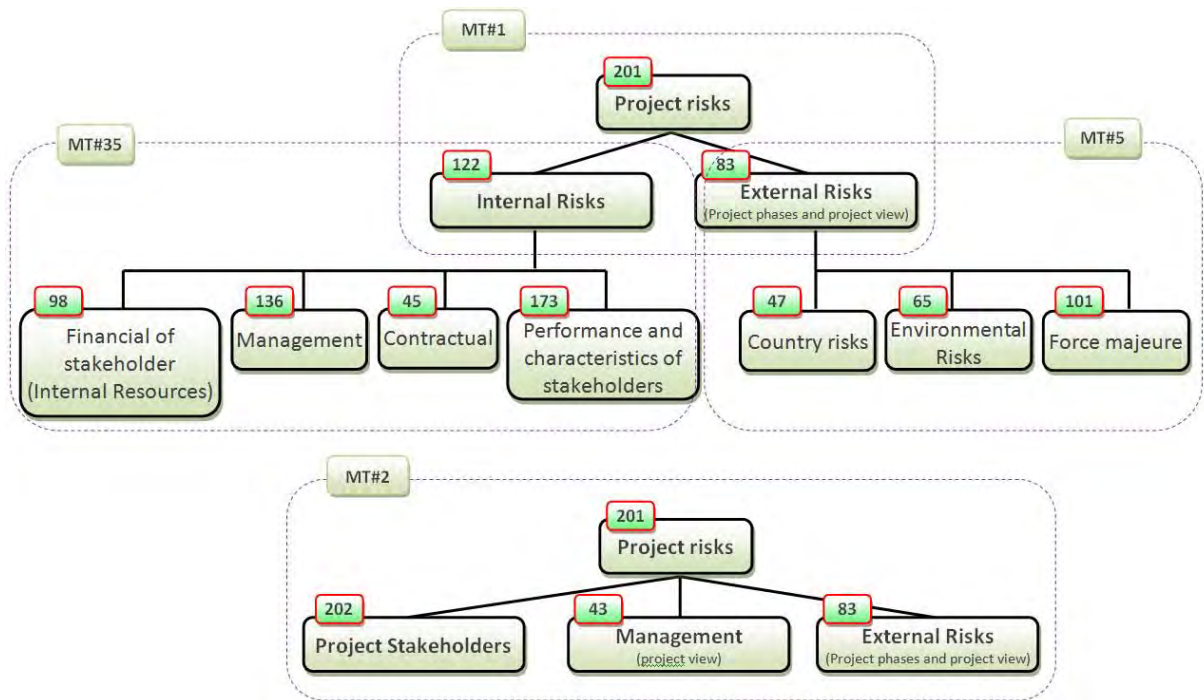 MT#1
201
Project risks
MT#35
MT#5
122
Internal Risks
83
External Risks
(Project phases and project view)
98
Financial of
stakeholder
(Internal Resources)
136
Management
45
Contractual
173
Performance and
characteristics of
stakeholders
47
Country risks
65
Environmental
Risks
101
Force majeure
MT#2
201
Project risks
202
Project Stakeholders
43
Management
(project view)
83
External Risks
(Project phases and project view)